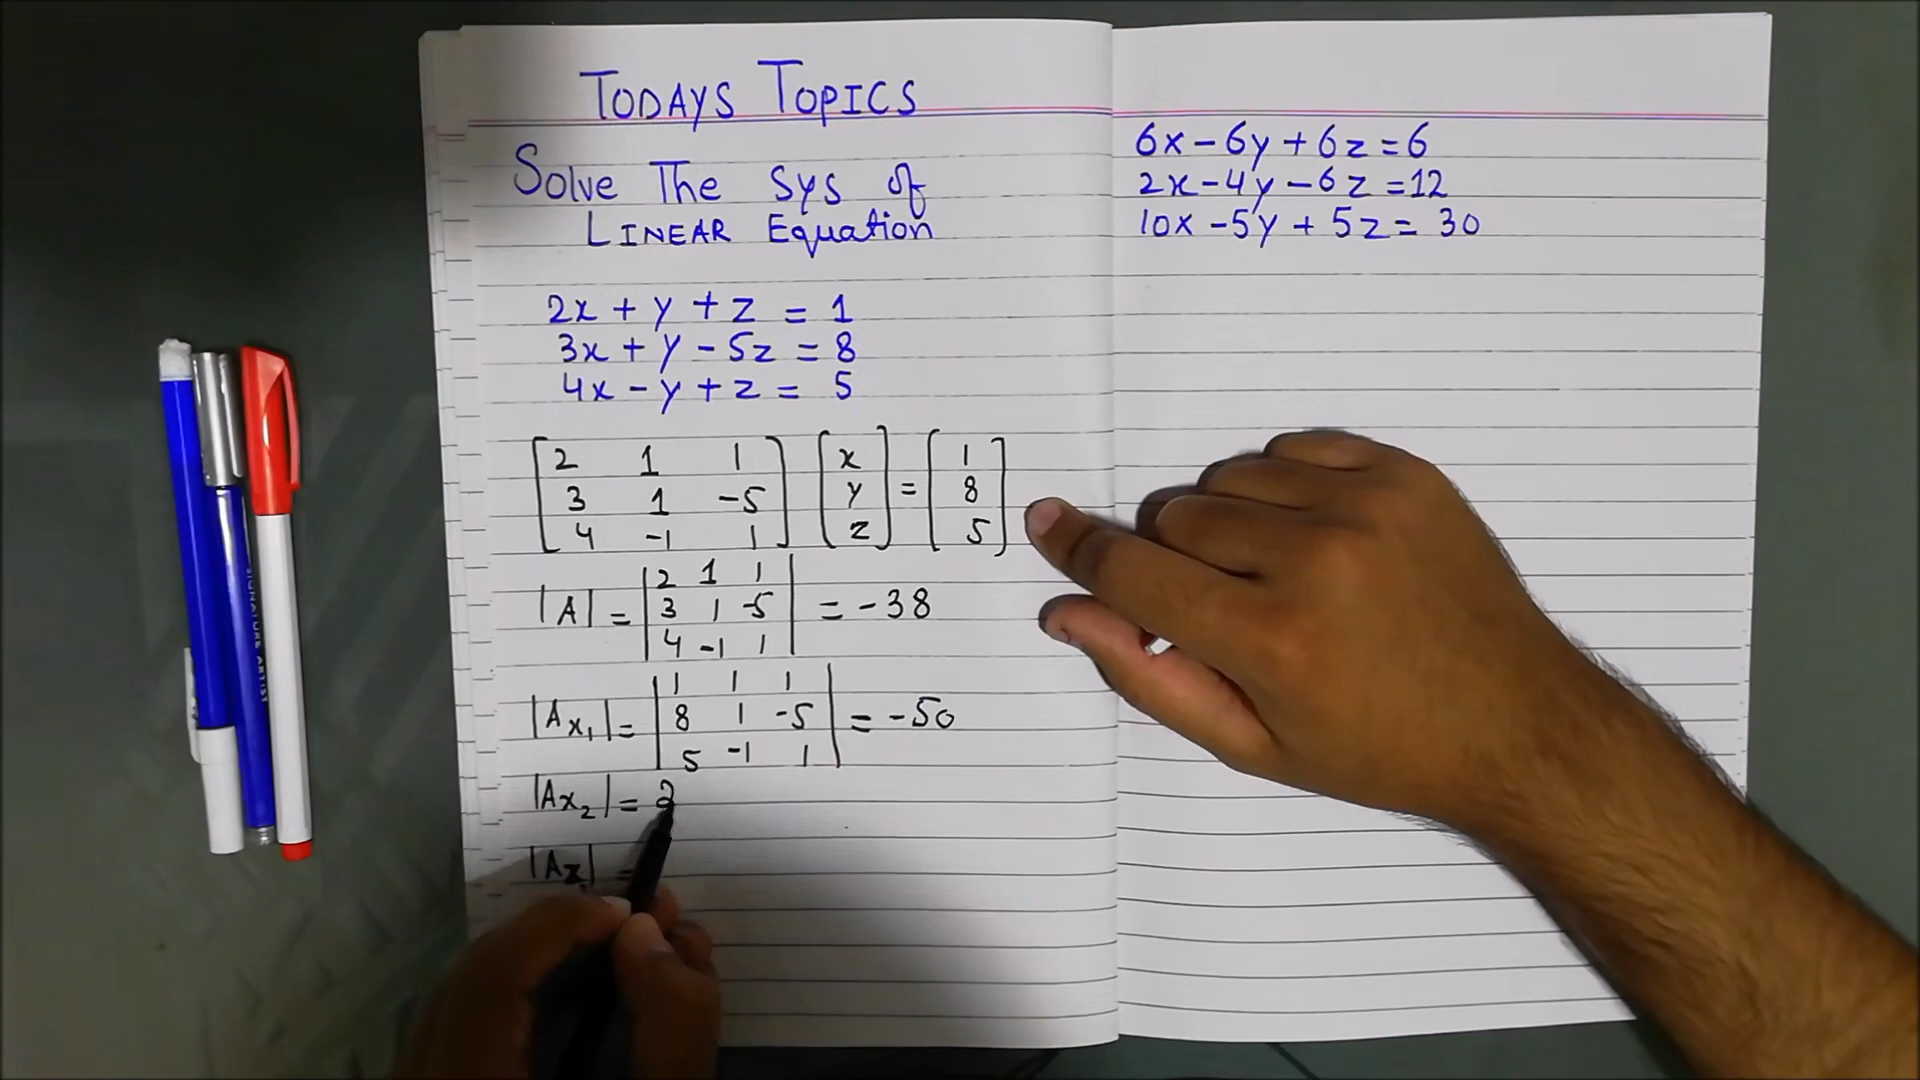 TODAYS TOPICS
Solve The Sys of
LINEAR Equation
2x + y + z = 1
3x + y - 5z = 8
4x - y + z = 5
[2 1 1] [x] = [1]
[3 1 -5] [y] [8]
[4 -1 1] [z] [5]
|A| = |2 1 1| = -38
|3 1 -5|
|4 -1 1|
|Ax₁| = |1 1 1| = -50
|8 1 -5|
|5 -1 1|
|Ax₂| = 2
6x - 6y + 6z = 6
2x - 4y - 6z = 12
10x - 5y + 5z = 30